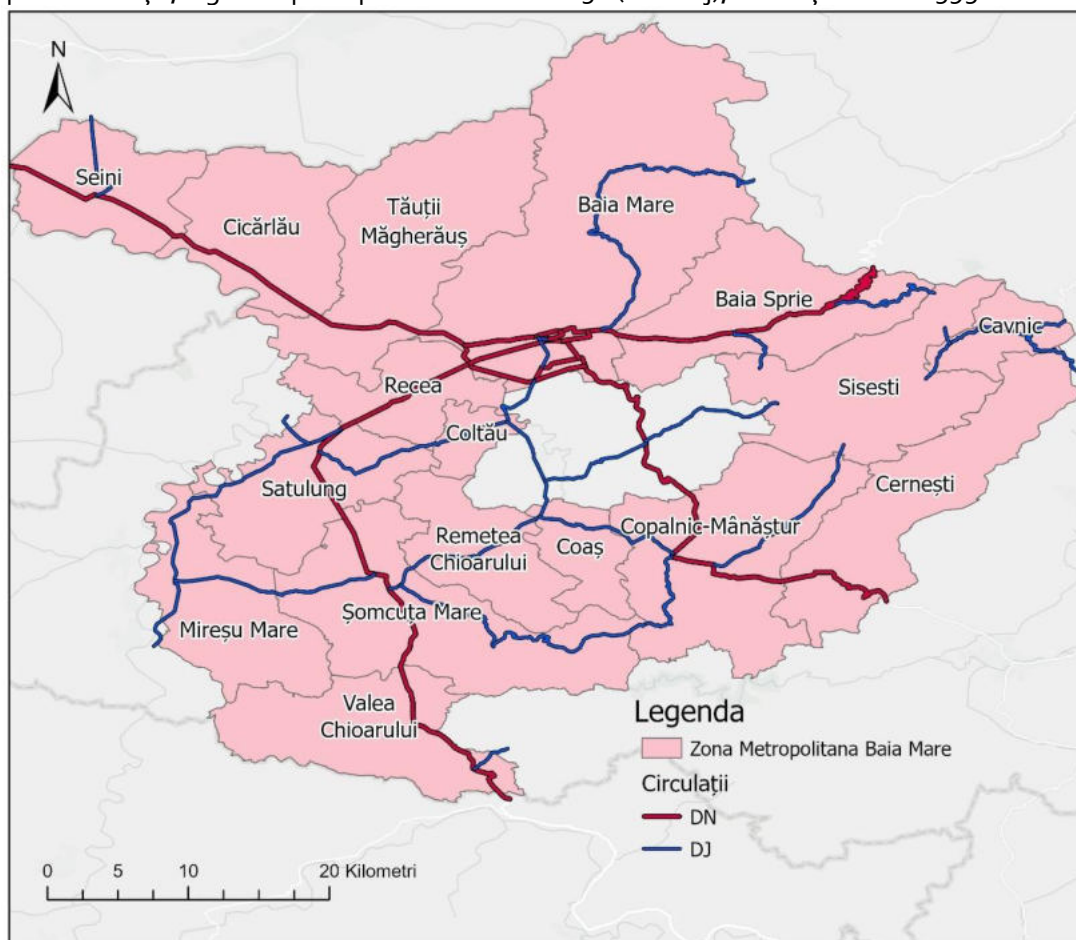 N
Seini
Cicărlău
Tăuții
Măgherăuș
Baia Mare
Baia Sprie
Cavnic
Recea
Sisesti
Coltău
Satulung
Cernești
Copalnic-Mânăștur
Remetea
Chioarului
Coaș
Șomcuța Mare
Mireșu Mare
Valea
Chioarului
Legenda
Zona Metropolitana Baia Mare
Circulații
DN
DJ
0 5 10 20 Kilometri